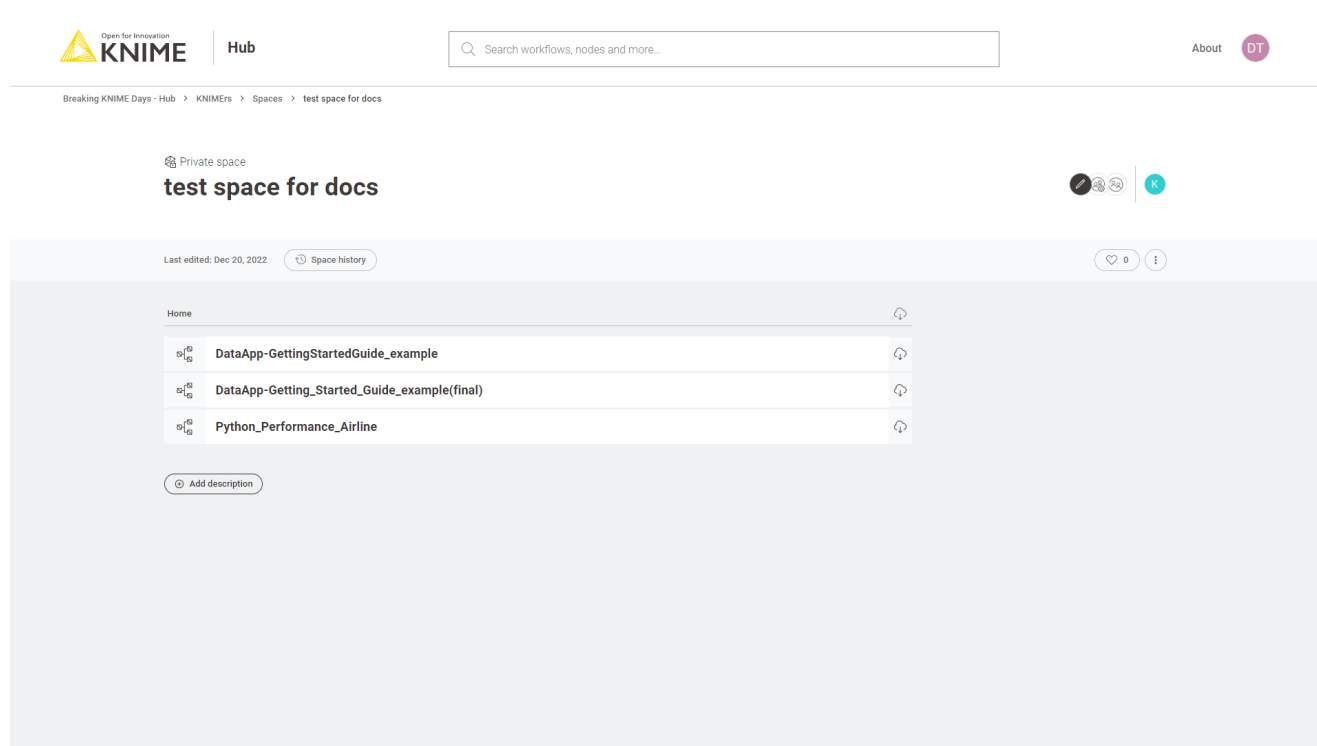 Open for Innovation
KNIME
Hub
Search workflows, nodes and more...
About
DT
Breaking KNIME Days - Hub > KNIMErs > Spaces > test space for docs
Private space
test space for docs
K
Last edited: Dec 20, 2022
Space history
0
Home
DataApp-GettingStartedGuide_example
DataApp-Getting_Started_Guide_example(final)
Python_Performance_Airline
Add description